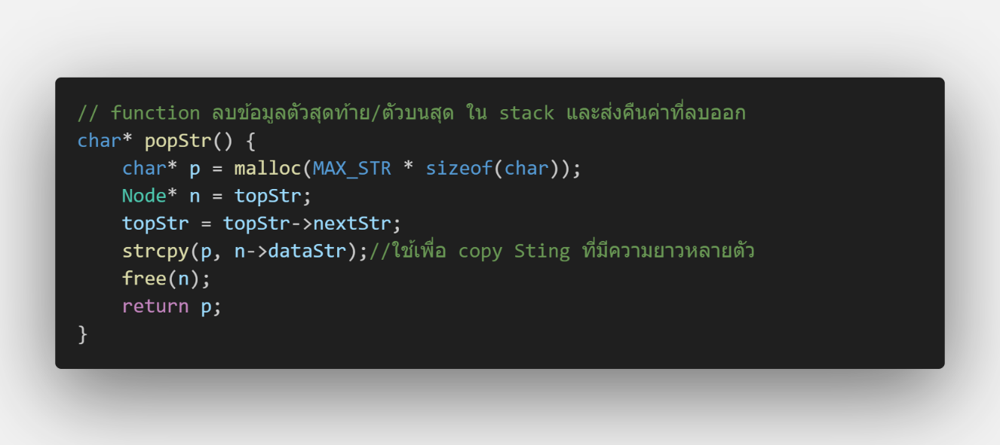 // function ลบข้อมูลตัวสุดท้าย/ตัวบนสุด ใน stack และส่งคืนค่าที่ลบออก
char* popStr() {
    char* p = malloc(MAX_STR * sizeof(char));
    Node* n = topStr;
    topStr = topStr->nextStr;
    strcpy(p, n->dataStr);//ใช้เพื่อ copy Sting ที่มีความยาวหลายตัว
    free(n);
    return p;
}